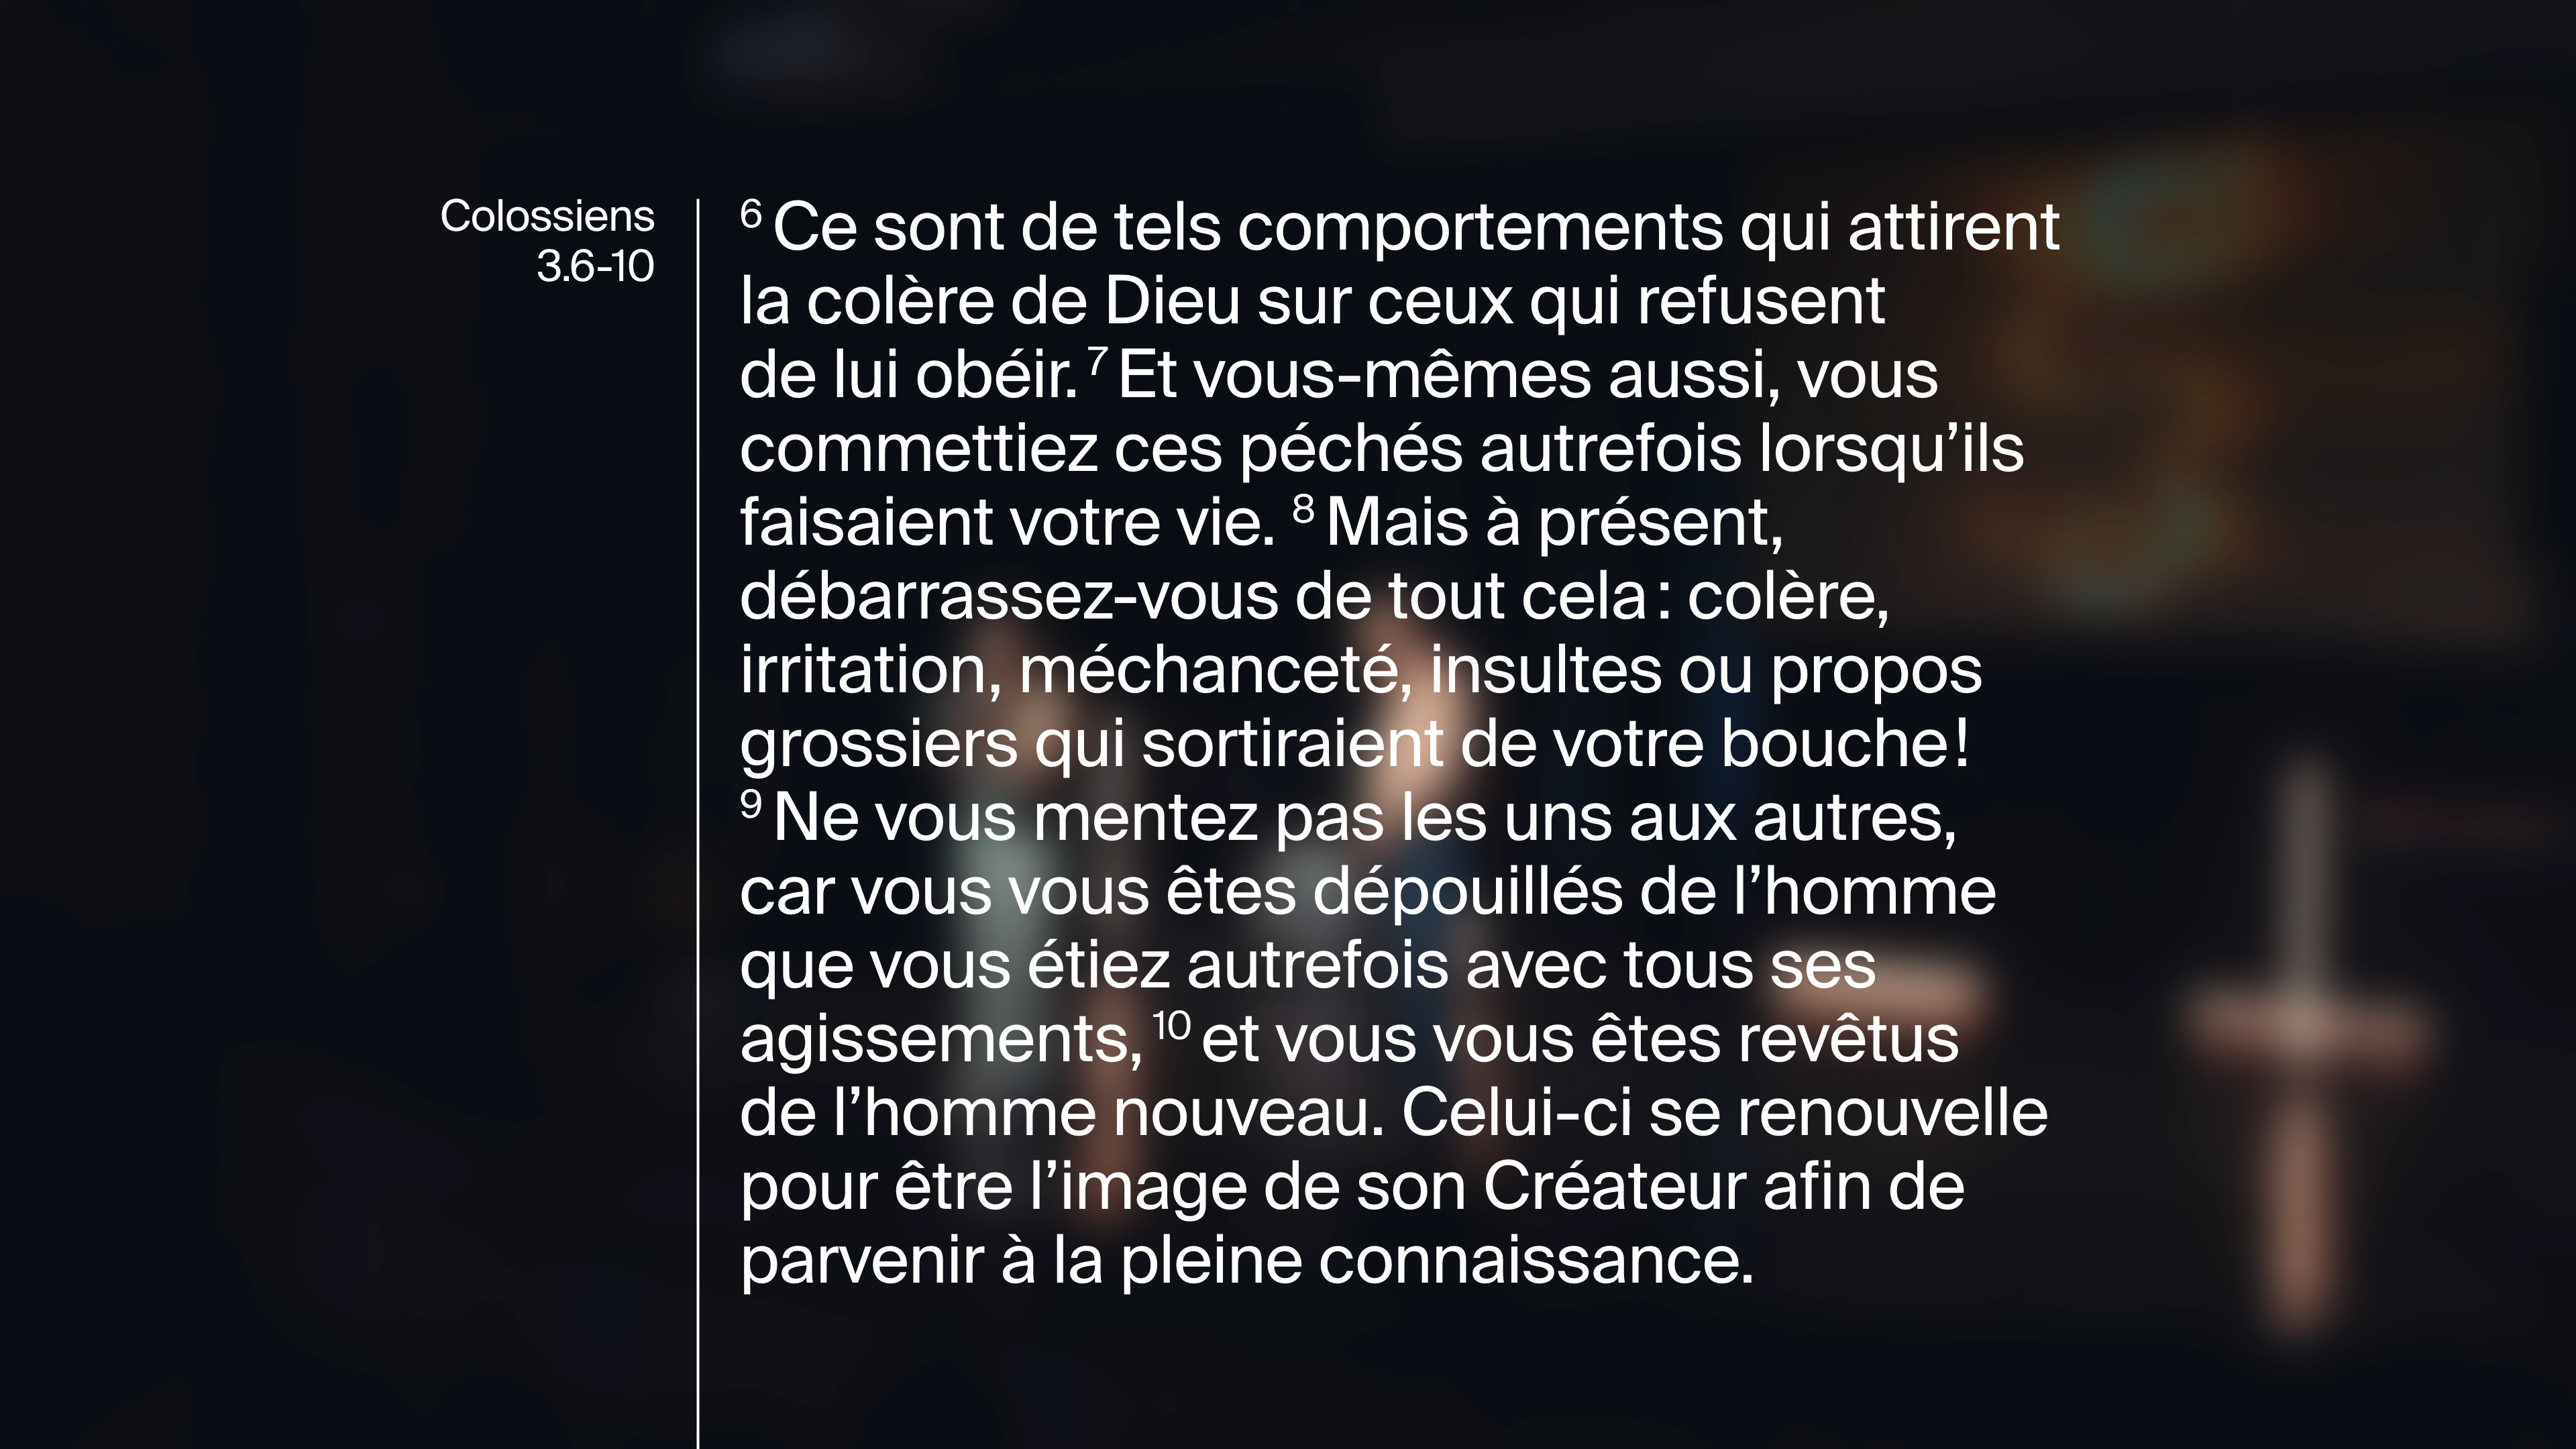 Colossiens
3.6-10
6 Ce sont de tels comportements qui attirent
la colère de Dieu sur ceux qui refusent
de lui obéir. 7 Et vous-mêmes aussi, vous
commettiez ces péchés autrefois lorsqu’ils
faisaient votre vie. 8 Mais à présent,
débarrassez-vous de tout cela : colère,
irritation, méchanceté, insultes ou propos
grossiers qui sortiraient de votre bouche !
9 Ne vous mentez pas les uns aux autres,
car vous vous êtes dépouillés de l’homme
que vous étiez autrefois avec tous ses
agissements, 10 et vous vous êtes revêtus
de l’homme nouveau. Celui-ci se renouvelle
pour être l’image de son Créateur afin de
parvenir à la pleine connaissance.